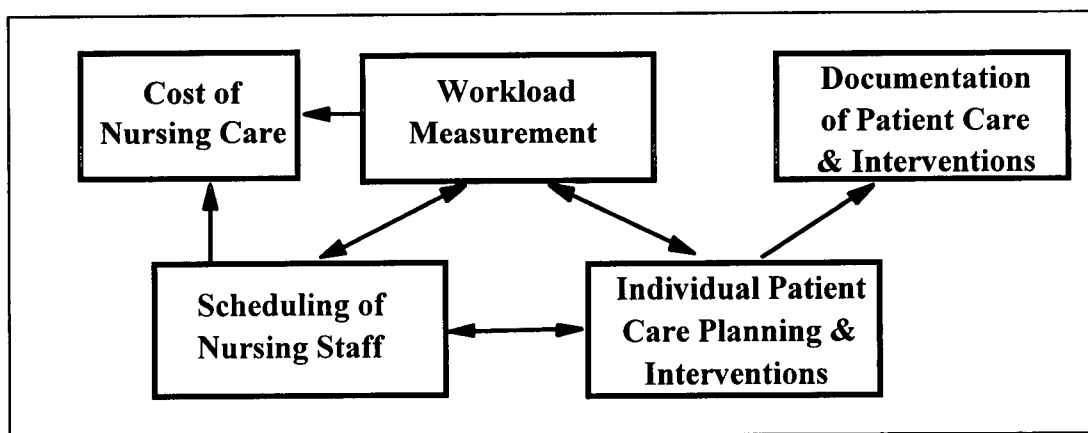 Cost of
Nursing Care
Workload
Measurement
Documentation
of Patient Care
& Interventions
Scheduling of
Nursing Staff
Individual Patient
Care Planning &
Interventions